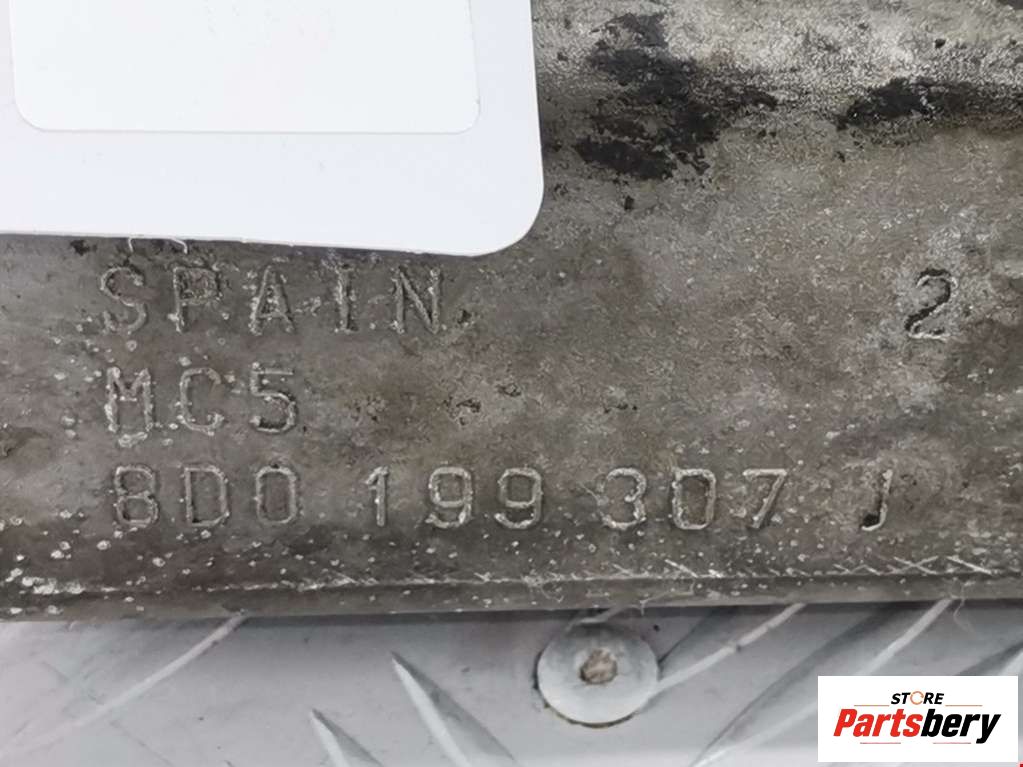 SPAIN 2
MC5
8D0 199 307 J
STORE
Partsbery